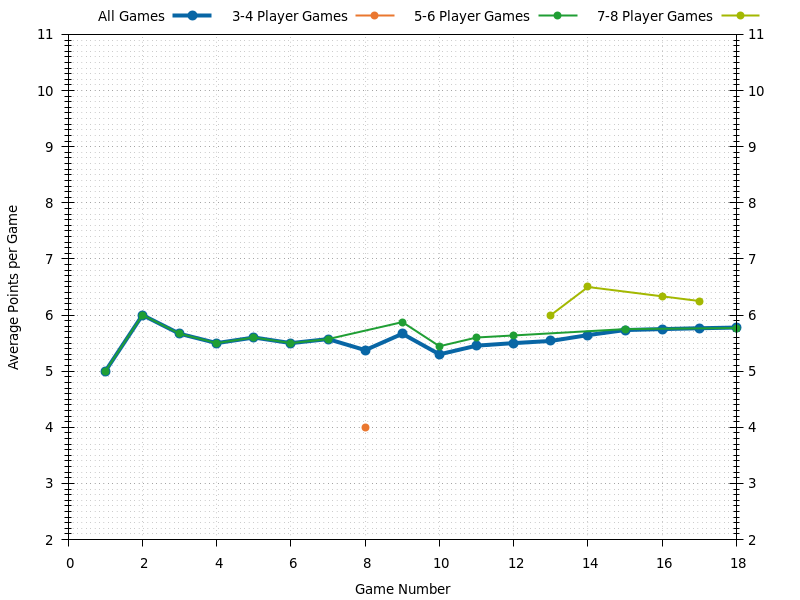 All Games 3-4 Player Games 5-6 Player Games 7-8 Player Games
11 11
10 10
9 9
8 8
7 7
6 6
5 5
4 4
3 3
2 2
Average Points per Game
0 2 4 6 8 10 12 14 16 18
Game Number